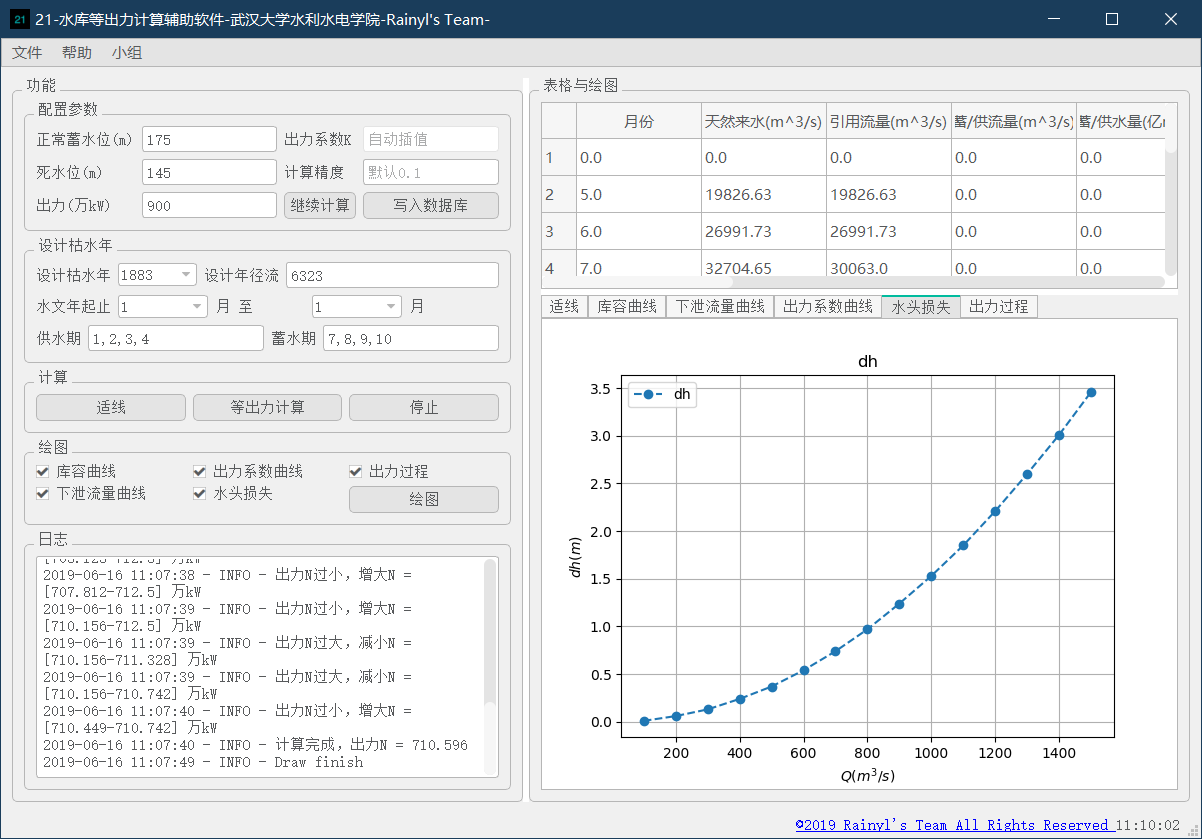 21 21-水库等出力计算辅助软件-武汉大学水利水电学院-Rainyl's Team-
文件 帮助 小组
功能
配置参数
正常蓄水位(m) 175 出力系数K 自动插值
死水位(m) 145 计算精度 默认0.1
出力(万kW) 900 继续计算 写入数据库
设计枯水年
设计枯水年 1883 设计年径流 6323
水文年起止 1 月 至 1 月
供水期 1,2,3,4 蓄水期 7,8,9,10
计算
适线 等出力计算 停止
绘图
库容曲线 出力系数曲线 出力过程
下泄流量曲线 水头损失 绘图
日志
[703.125-712.5] 万kW
2019-06-16 11:07:38 - INFO - 出力N过小，增大N =
[707.812-712.5] 万kW
2019-06-16 11:07:39 - INFO - 出力N过小，增大N =
[710.156-712.5] 万kW
2019-06-16 11:07:39 - INFO - 出力N过大，减小N =
[710.156-711.328] 万kW
2019-06-16 11:07:39 - INFO - 出力N过大，减小N =
[710.156-710.742] 万kW
2019-06-16 11:07:40 - INFO - 出力N过小，增大N =
[710.449-710.742] 万kW
2019-06-16 11:07:40 - INFO - 计算完成，出力N = 710.596
2019-06-16 11:07:49 - INFO - Draw finish
表格与绘图
月份 天然来水(m^3/s) 引用流量(m^3/s) 蓄/供流量(m^3/s) 蓄/供水量(亿
1 0.0 0.0 0.0 0.0 0.0
2 5.0 19826.63 19826.63 0.0 0.0
3 6.0 26991.73 26991.73 0.0 0.0
4 7.0 32704.65 30063.0 0.0 0.0
适线 库容曲线 下泄流量曲线 出力系数曲线 水头损失 出力过程
dh
dh
3.5
3.0
2.5
2.0
1.5
1.0
0.5
0.0
dh(m)
200 400 600 800 1000 1200 1400
Q(m³/s)
©2019 Rainyl's Team All Rights Reserved 11:10:02